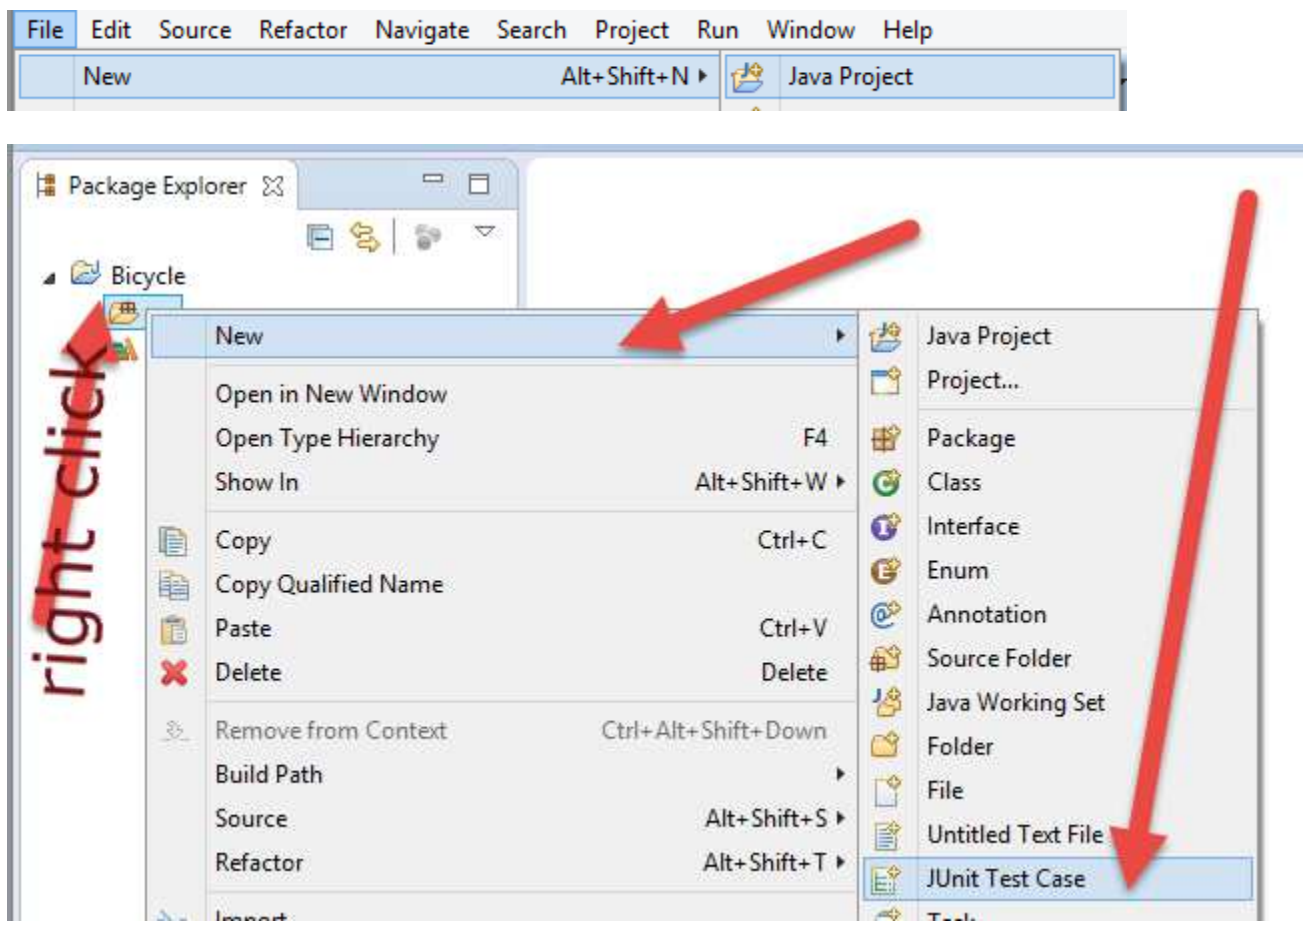 File Edit Source Refactor Navigate Search Project Run Window Help
New Alt+Shift+N Java Project
Package Explorer
Bicycle
right click
New
Open in New Window
Open Type Hierarchy F4
Show In Alt+Shift+W
Copy Ctrl+C
Copy Qualified Name
Paste Ctrl+V
Delete Delete
Remove from Context Ctrl+Alt+Shift+Down
Build Path
Source Alt+Shift+S
Refactor Alt+Shift+T
Import
Java Project
Project...
Package
Class
Interface
Enum
Annotation
Source Folder
Java Working Set
Folder
File
Untitled Text File
JUnit Test Case
Task